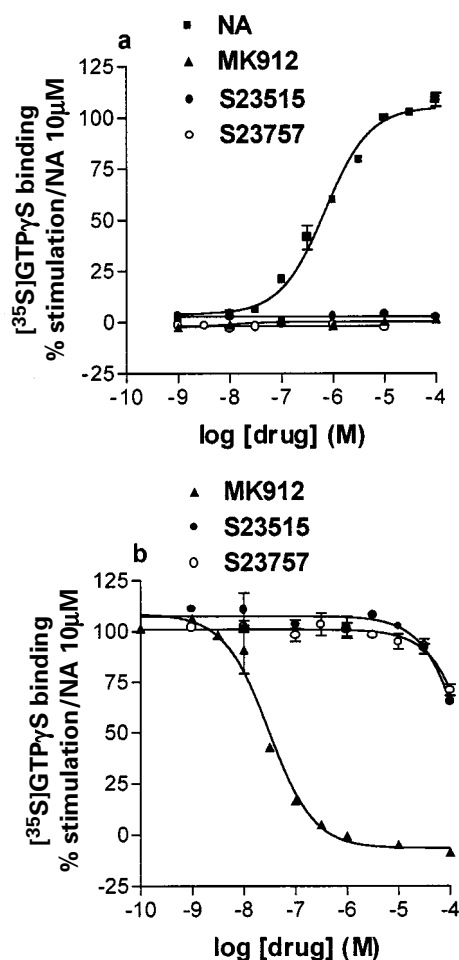 a
NA
MK912
S23515
S23757
[³⁵S]GTPγS binding
% stimulation/NA 10μM
125
100
75
50
25
0
-25
-10 -9 -8 -7 -6 -5 -4
log [drug] (M)
b
MK912
S23515
S23757
[³⁵S]GTPγS binding
% stimulation/NA 10μM
125
100
75
50
25
0
-25
-10 -9 -8 -7 -6 -5 -4
log [drug] (M)